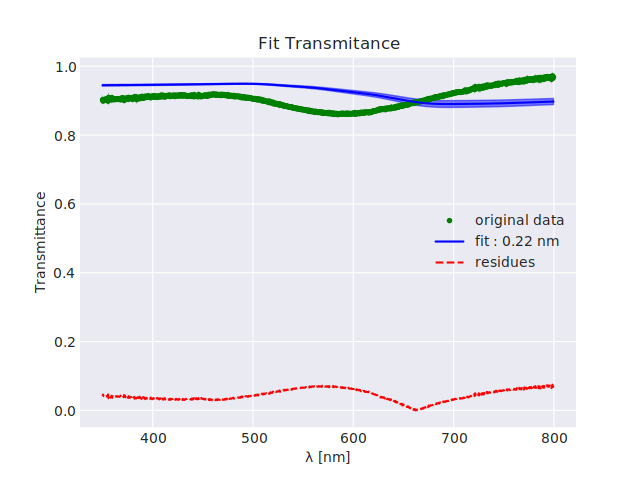 Fit Transmitance
1.0
0.8
0.6
0.4
0.2
0.0
Transmittance
original data
fit : 0.22 nm
residues
400 500 600 700 800
λ [nm]